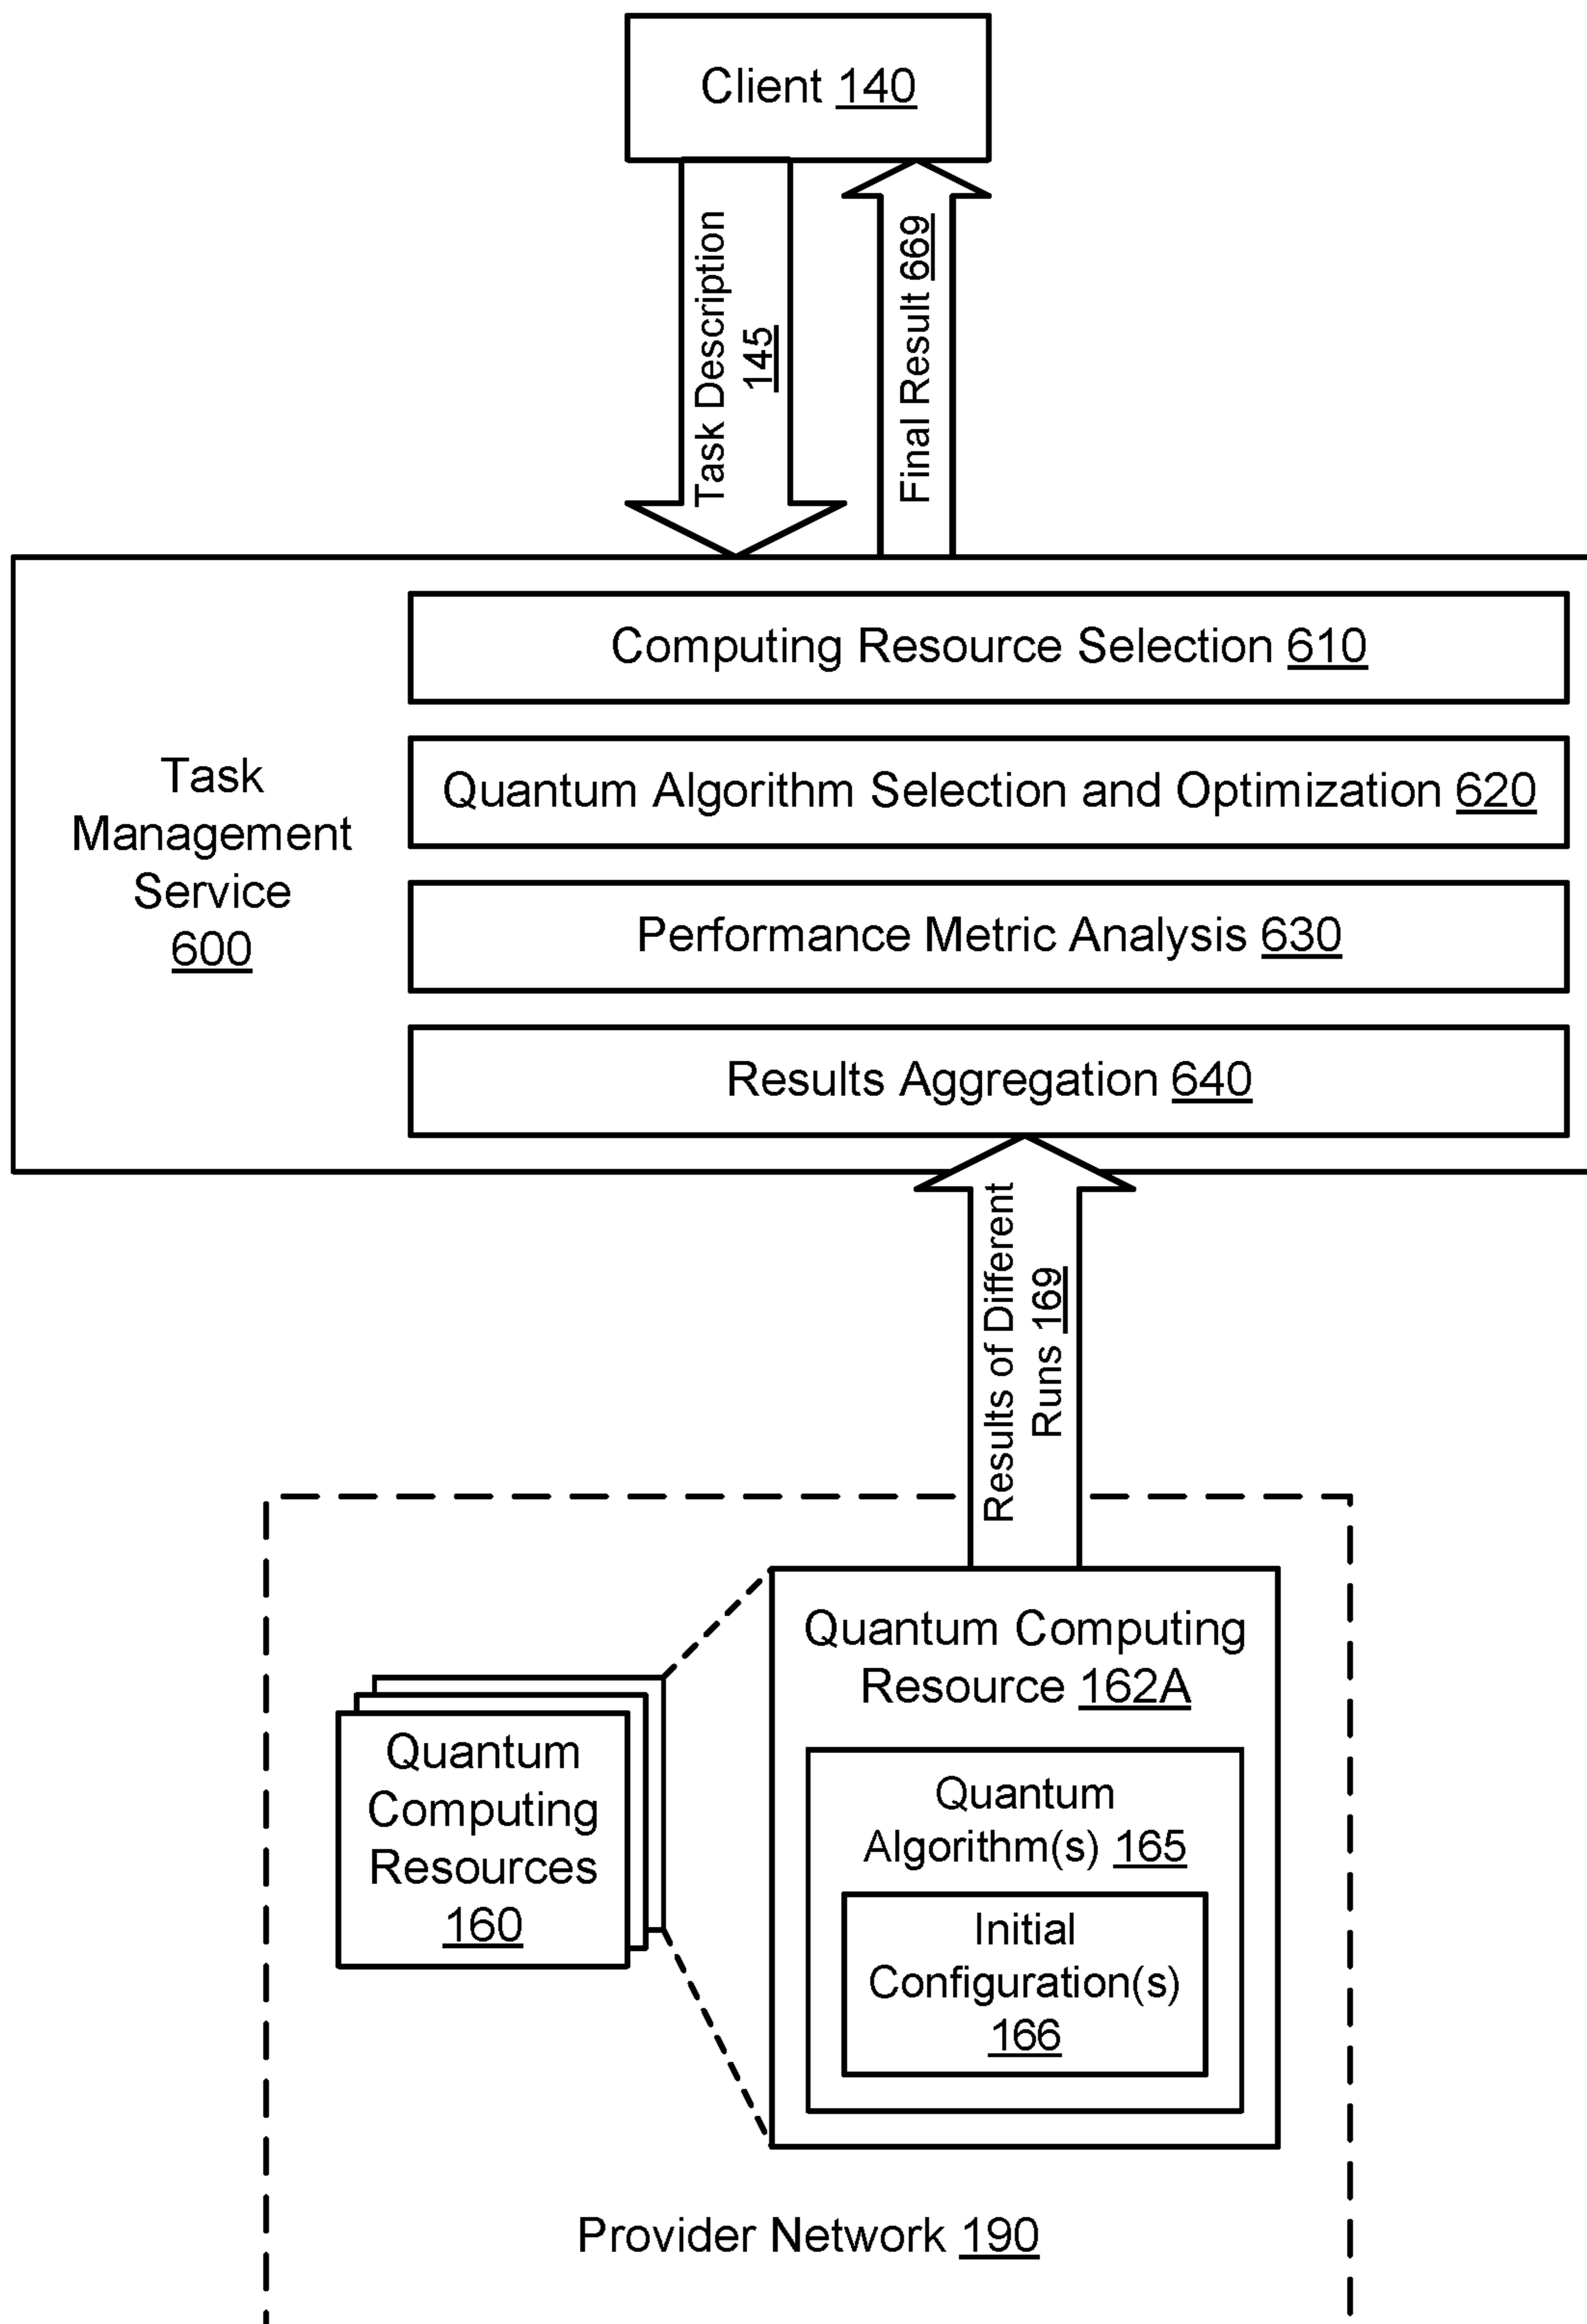 Client 140
Task Description
145
Final Result 669
Task
Management
Service
600
Computing Resource Selection 610
Quantum Algorithm Selection and Optimization 620
Performance Metric Analysis 630
Results Aggregation 640
Results of Different
Runs 169
Quantum
Computing
Resources
160
Quantum Computing
Resource 162A
Quantum
Algorithm(s) 165
Initial
Configuration(s)
166
Provider Network 190